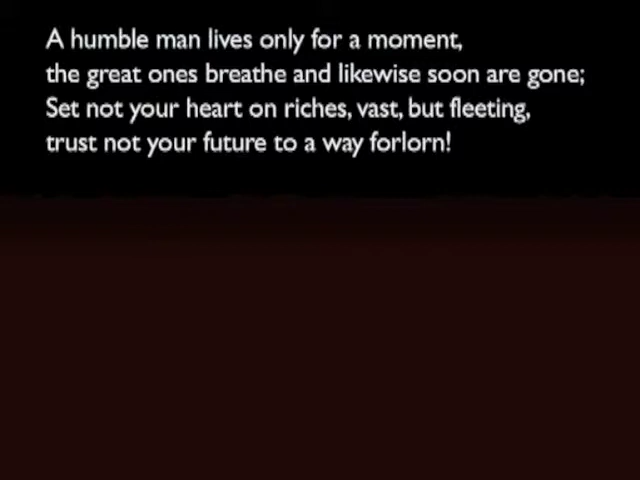 A humble man lives only for a moment,
the great ones breathe and likewise soon are gone;
Set not your heart on riches, vast, but fleeting,
trust not your future to a way forlorn!